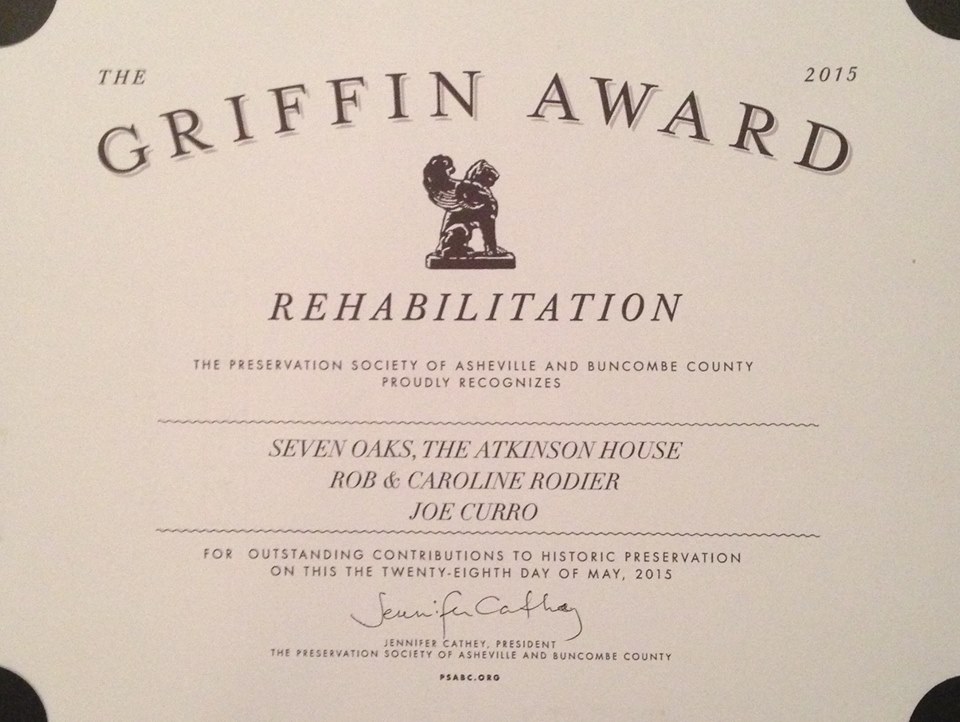 THE 2015
GRIFFIN AWARD
REHABILITATION
THE PRESERVATION SOCIETY OF ASHEVILLE AND BUNCOMBE COUNTY
PROUDLY RECOGNIZES
SEVEN OAKS, THE ATKINSON HOUSE
ROB & CAROLINE RODIER
JOE CURRO
FOR OUTSTANDING CONTRIBUTIONS TO HISTORIC PRESERVATION
ON THIS THE TWENTY-EIGHTH DAY OF MAY, 2015
Jennifer Cathey
JENNIFER CATHEY, PRESIDENT
THE PRESERVATION SOCIETY OF ASHEVILLE AND BUNCOMBE COUNTY
PSABC.ORG